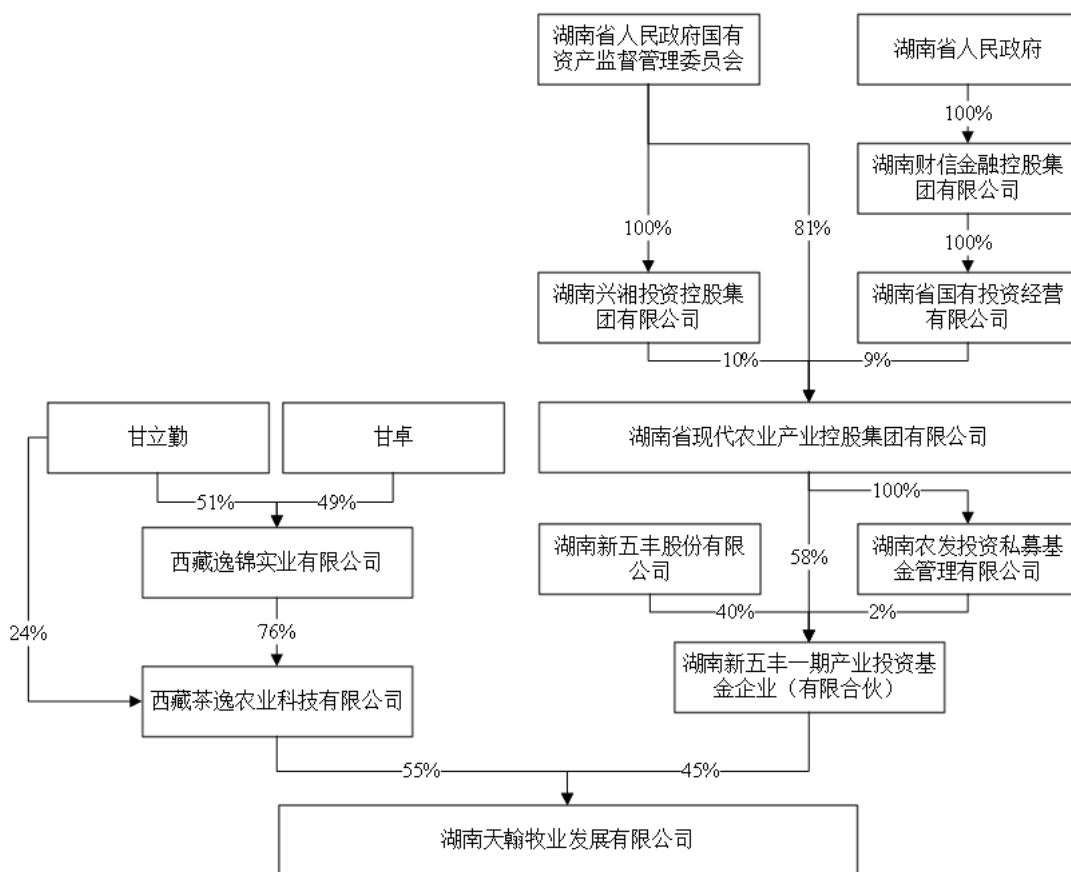 湖南省人民政府国有
资产监督管理委员会
湖南省人民政府
100%
湖南财信金融控股集
团有限公司
100%
81%
100%
湖南兴湘投资控股集
团有限公司
湖南省国有投资经营
有限公司
10%
9%
甘立勤
甘卓
湖南省现代农业产业控股集团有限公司
51%
49%
100%
西藏逸锦实业有限公司
湖南新五丰股份有限
公司
58%
湖南农发投资私募基
金管理有限公司
24%
76%
40%
2%
西藏茶逸农业科技有限公司
湖南新五丰一期产业投资基
金企业（有限合伙）
55%
45%
湖南天翰牧业发展有限公司